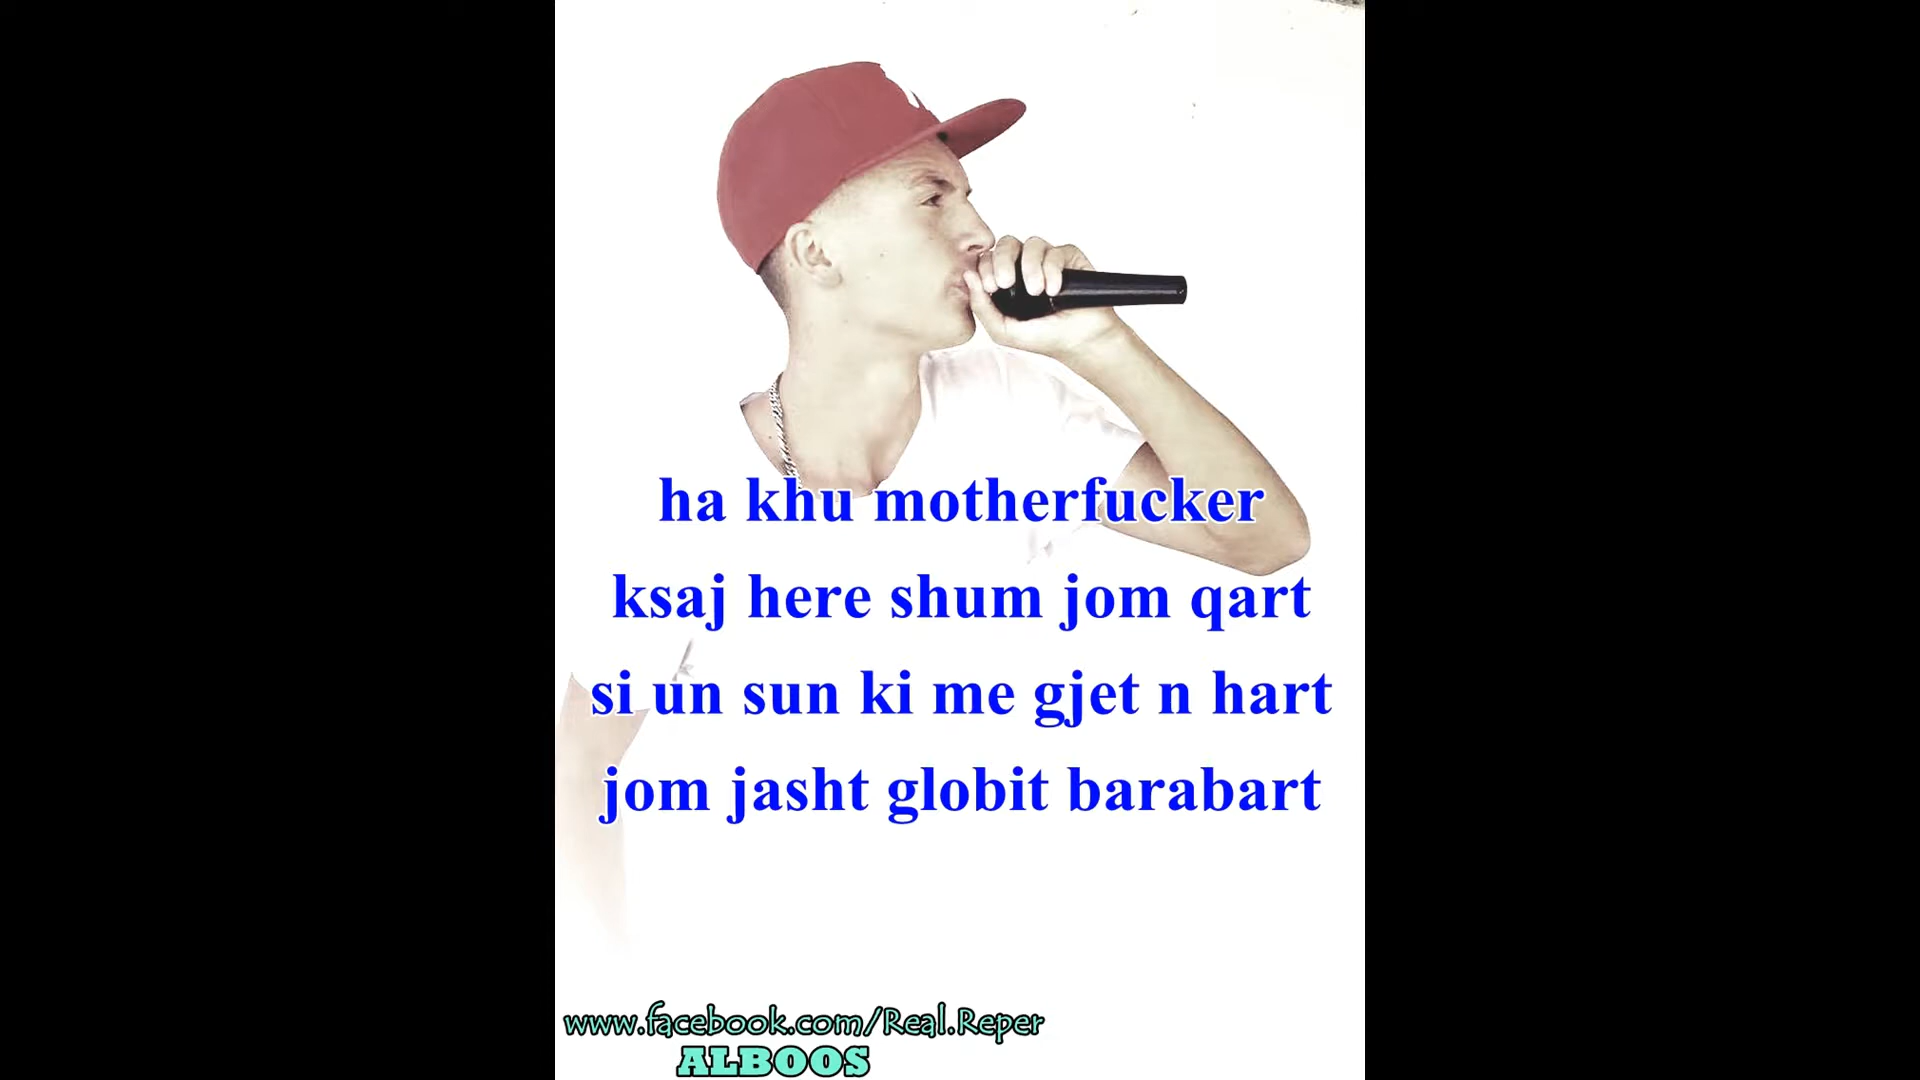 ha khu motherfucker
ksaj here shum jom qart
si un sun ki me gjet n hart
jom jasht globit barabart
www.facebook.com/Real.Reper
ALBOOS